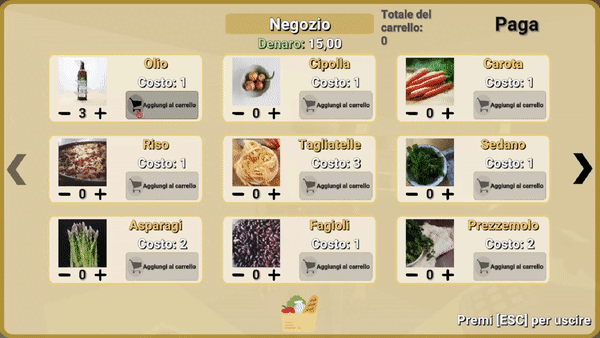 Negozio
Totale del
carrello:
0
Paga
Denaro: 15,00
Olio
Costo: 1
- 3 +
Aggiungi al carrello
Cipolla
Costo: 1
- 0 +
Aggiungi al carrello
Carota
Costo: 1
- 0 +
Aggiungi al carrello
Riso
Costo: 1
- 0 +
Aggiungi al carrello
Tagliatelle
Costo: 3
- 0 +
Aggiungi al carrello
Sedano
Costo: 1
- 0 +
Aggiungi al carrello
Asparagi
Costo: 2
- 0 +
Aggiungi al carrello
Fagioli
Costo: 1
- 0 +
Aggiungi al carrello
Prezzemolo
Costo: 2
- 0 +
Aggiungi al carrello
Premi [ESC] per uscire